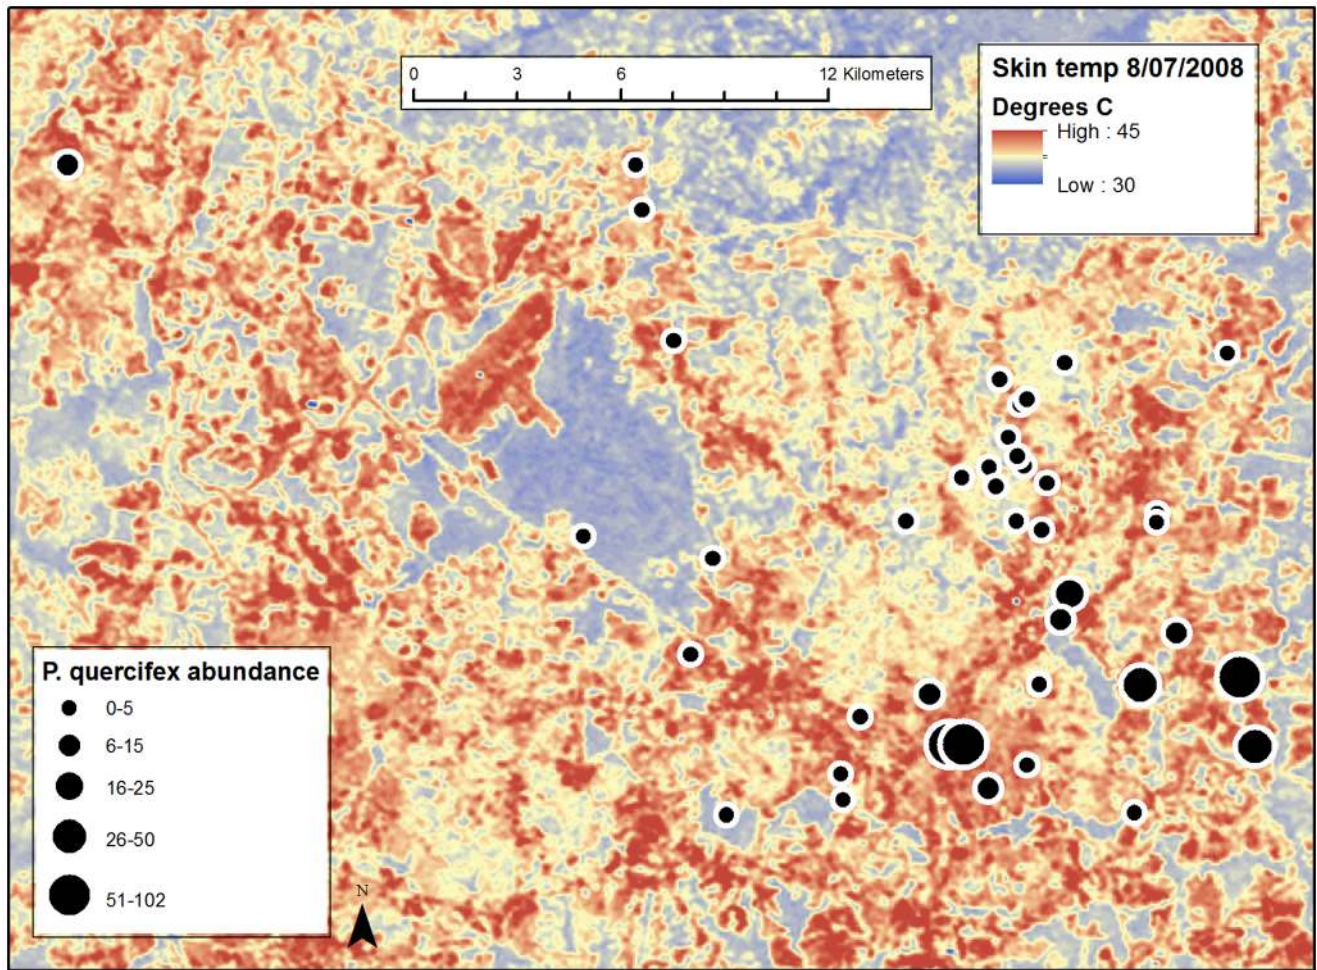 0 3 6 12 Kilometers
Skin temp 8/07/2008
Degrees C
High : 45
Low : 30
P. quercifex abundance
0-5
6-15
16-25
26-50
51-102
N